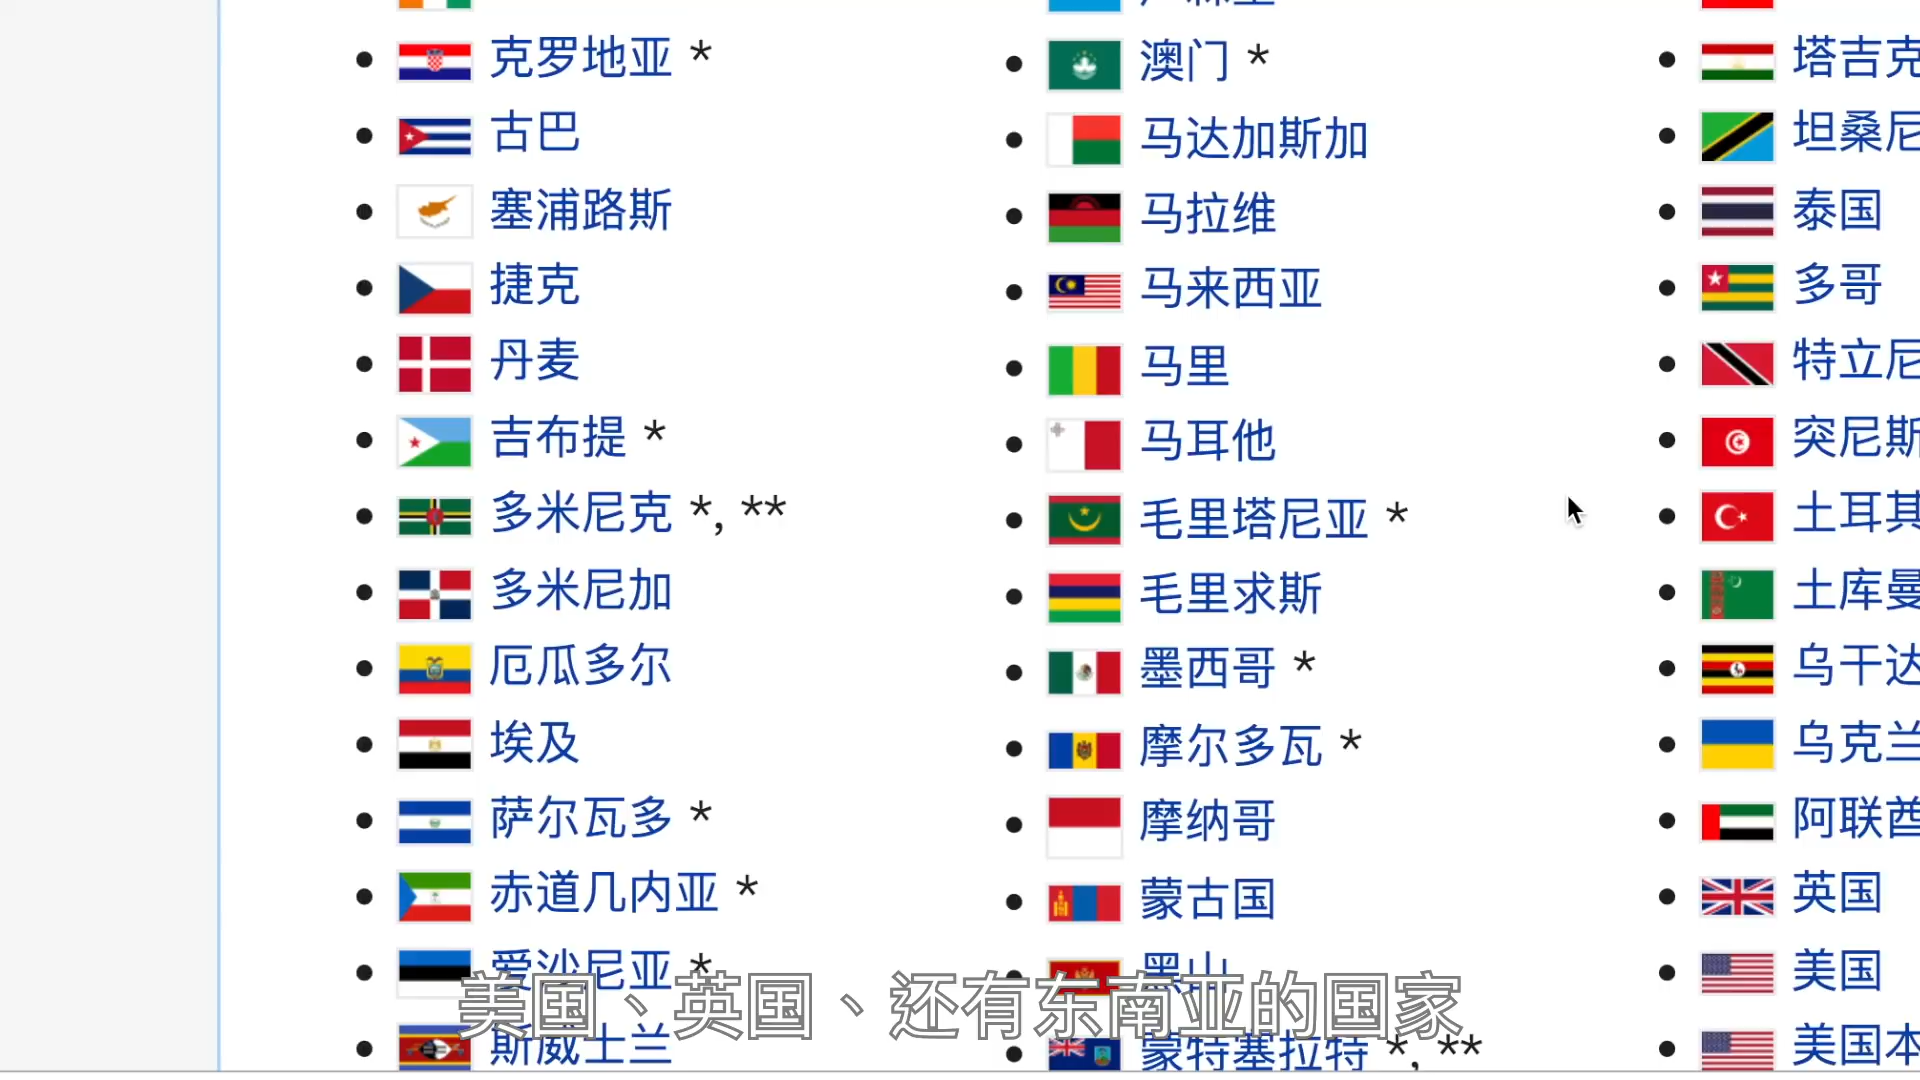 克罗地亚 *
古巴
塞浦路斯
捷克
丹麦
吉布提 *
多米尼克 *, **
多米尼加
厄瓜多尔
埃及
萨尔瓦多 *
赤道几内亚 *
爱沙尼亚 *
斯威士兰
澳门 *
马达加斯加
马拉维
马来西亚
马里
马耳他
毛里塔尼亚 *
毛里求斯
墨西哥 *
摩尔多瓦 *
摩纳哥
蒙古国
黑山
蒙特塞拉特 *, **
塔吉克
坦桑尼
泰国
多哥
特立尼
突尼斯
土耳其
土库曼
乌干达
乌克兰
阿联酋
英国
美国
美国本
美国、英国、还有东南亚的国家